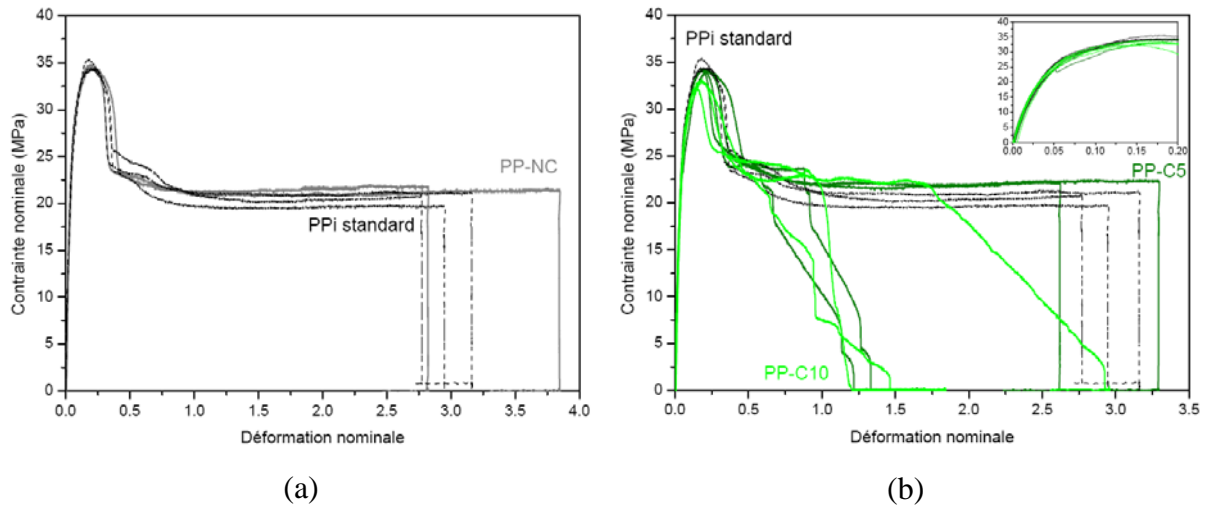 40
35
30
25
20
15
10
5
0
Contrainte nominale (MPa)
PP-NC
PPi standard
0.0 0.5 1.0 1.5 2.0 2.5 3.0 3.5 4.0
Déformation nominale
(a)
40
35
30
25
20
15
10
5
0
Contrainte nominale (MPa)
PPi standard
40
35
30
25
20
15
10
5
0
0.00 0.05 0.10 0.15 0.20
PP-C5
PP-C10
0.0 0.5 1.0 1.5 2.0 2.5 3.0 3.5
Déformation nominale
(b)